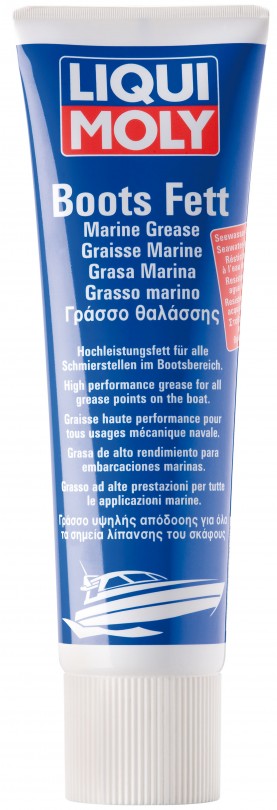 LIQUI
MOLY
Boots Fett
Marine Grease
Graisse Marine
Grasa Marina
Grasso marino
Γράσσο θαλάσσης
Hochleistungsfett für alle
Schmierstellen im Bootsbereich.
High performance grease for all
grease points on the boat.
Graisse haute performance pour
tous usages mécanique navale.
Grasa de alto rendimiento para
embarcaciones marinas.
Grasso ad alte prestazioni per tutte
le applicazioni marine.
Γράσσο υψηλής απόδοσης για όλα
τα σημεία λίπανσης του σκάφους